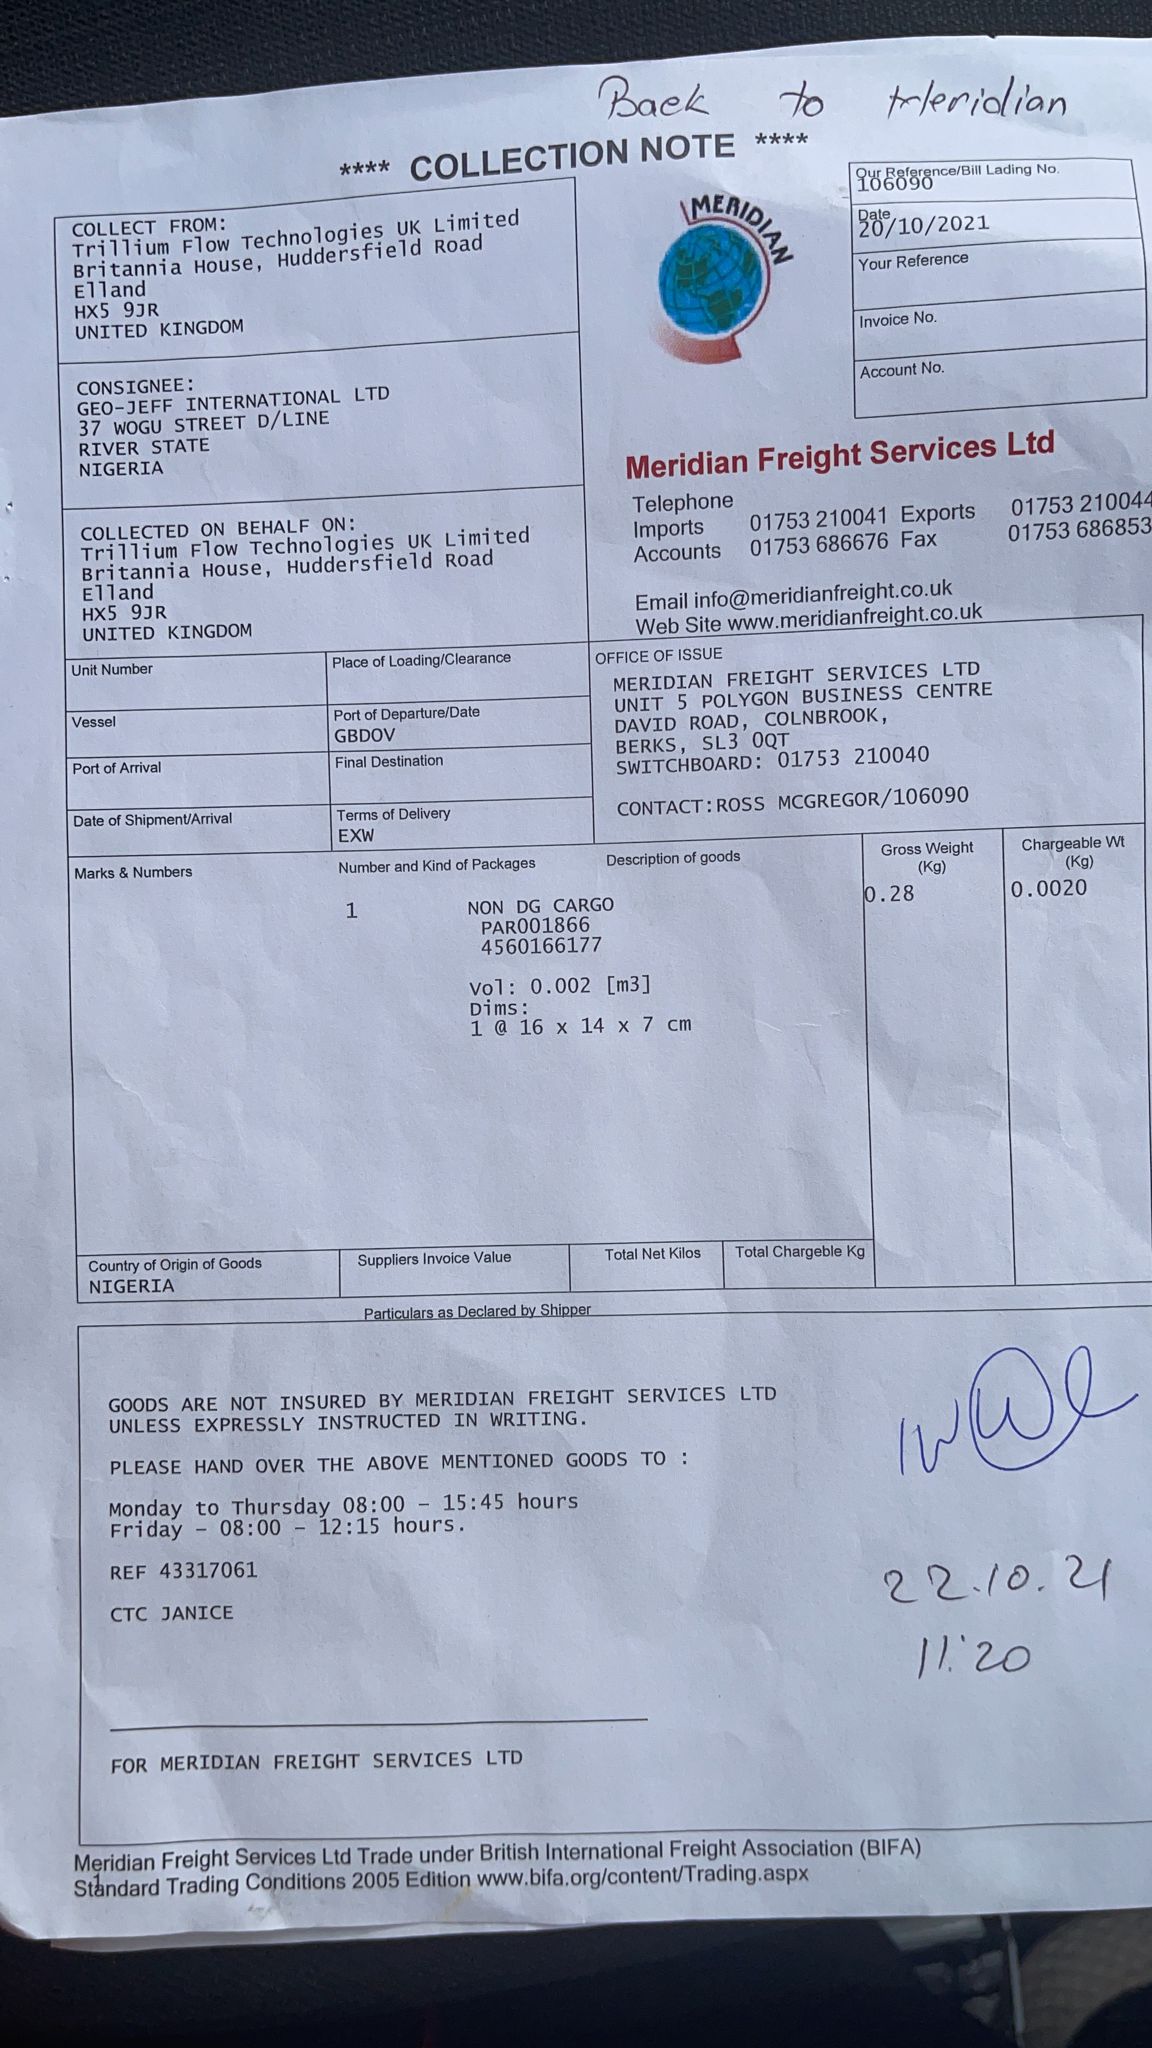 Back to Meridian
**** COLLECTION NOTE ****
COLLECT FROM:
Trillium Flow Technologies UK Limited
Britannia House, Huddersfield Road
Elland
HX5 9JR
UNITED KINGDOM
MERIDIAN
Our Reference/Bill Lading No.
106090
Date
20/10/2021
Your Reference
Invoice No.
Account No.
CONSIGNEE:
GEO-JEFF INTERNATIONAL LTD
37 WOGU STREET D/LINE
RIVER STATE
NIGERIA
Meridian Freight Services Ltd
Telephone
Imports 01753 210041 Exports 01753 210044
Accounts 01753 686676 Fax 01753 686853
Email info@meridianfreight.co.uk
Web Site www.meridianfreight.co.uk
COLLECTED ON BEHALF ON:
Trillium Flow Technologies UK Limited
Britannia House, Huddersfield Road
Elland
HX5 9JR
UNITED KINGDOM
Unit Number
Place of Loading/Clearance
Vessel
Port of Departure/Date
GBDOV
Port of Arrival
Final Destination
Date of Shipment/Arrival
Terms of Delivery
EXW
OFFICE OF ISSUE
MERIDIAN FREIGHT SERVICES LTD
UNIT 5 POLYGON BUSINESS CENTRE
DAVID ROAD, COLNBROOK,
BERKS, SL3 0QT
SWITCHBOARD: 01753 210040
CONTACT:ROSS MCGREGOR/106090
Marks & Numbers Number and Kind of Packages Description of goods Gross Weight (Kg) Chargeable Wt (Kg)
1 NON DG CARGO 0.28 0.0020
PAR001866
4560166177
Vol: 0.002 [m3]
Dims:
1 @ 16 x 14 x 7 cm
Country of Origin of Goods
NIGERIA
Suppliers Invoice Value
Total Net Kilos
Total Chargeble Kg
Particulars as Declared by Shipper
GOODS ARE NOT INSURED BY MERIDIAN FREIGHT SERVICES LTD
UNLESS EXPRESSLY INSTRUCTED IN WRITING.
PLEASE HAND OVER THE ABOVE MENTIONED GOODS TO :
Monday to Thursday 08:00 - 15:45 hours
Friday - 08:00 - 12:15 hours.
REF 43317061
CTC JANICE
22.10.21
11:20
FOR MERIDIAN FREIGHT SERVICES LTD
Meridian Freight Services Ltd Trade under British International Freight Association (BIFA)
Standard Trading Conditions 2005 Edition www.bifa.org/content/Trading.aspx
1